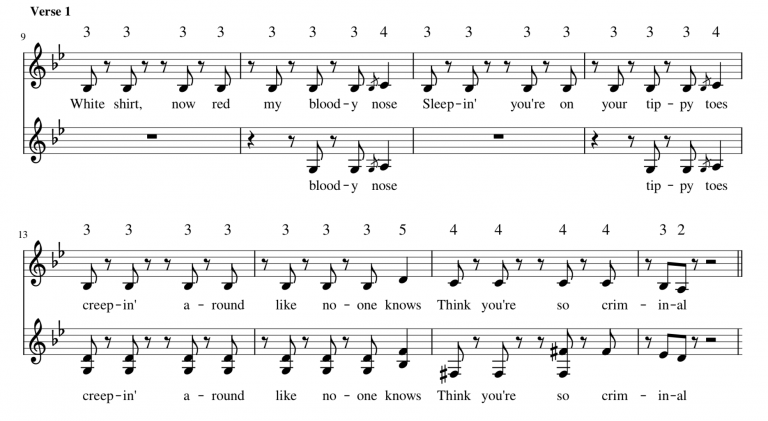 Verse 1
9 3 3 3 3 3 3 3 4 3 3 3 3 3 3 3 4
White shirt, now red my blood-y nose Sleep-in' you're on your tip-py toes
blood-y nose tip-py toes
13 3 3 3 3 3 3 3 5 4 4 4 4 3 2
creep-in' a-round like no-one knows Think you're so crim-in-al
creep-in' a-round like no-one knows Think you're so crim-in-al